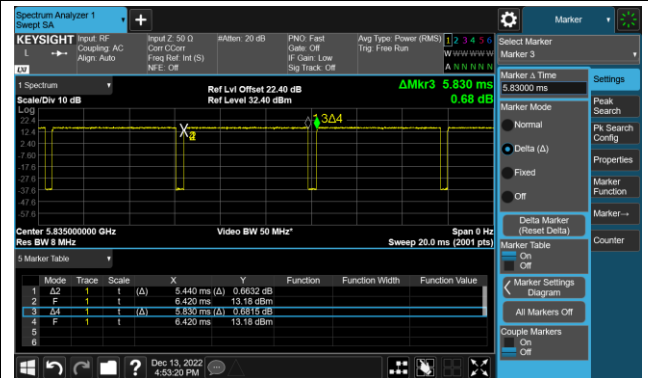 Spectrum Analyzer 1
Swept SA
KEYSIGHT
L
LXI
Input: RF
Coupling: AC
Align: Auto
Input Z: 50 Ω
Corr CCorr
Freq Ref: Int (S)
NFE: Off
#Atten: 20 dB
PNO: Fast
Gate: Off
IF Gain: Low
Sig Track: Off
Avg Type: Power (RMS)
Trig: Free Run
1 2 3 4 5 6
W W W W W W
A N N N N N
1 Spectrum
Scale/Div 10 dB
Ref Lvl Offset 22.40 dB
Ref Level 32.40 dBm
ΔMkr3 5.830 ms
0.68 dB
Log
22.4
12.4
2.40
-7.60
-17.6
-27.6
-37.6
-47.6
-57.6
3Δ4
Center 5.835000000 GHz
Res BW 8 MHz
Video BW 50 MHz*
Span 0 Hz
Sweep 20.0 ms (2001 pts)
5 Marker Table
Mode Trace Scale X Y Function Function Width Function Value
1 Δ2 1 t (Δ) 5.440 ms (Δ) 0.6632 dB
2 F 1 t 6.420 ms 13.18 dBm
3 Δ4 1 t (Δ) 5.830 ms (Δ) 0.6815 dB
4 F 1 t 6.420 ms 13.18 dBm
5
6
?
Dec 13, 2022
4:53:20 PM
Marker
Select Marker
Marker 3
Marker Δ Time
5.83000 ms
Marker Mode
Normal
Delta (Δ)
Fixed
Off
Delta Marker
(Reset Delta)
Marker Table
On
Off
Marker Settings
Diagram
All Markers Off
Couple Markers
On
Off
Settings
Peak
Search
Pk Search
Config
Properties
Marker
Function
Marker→
Counter